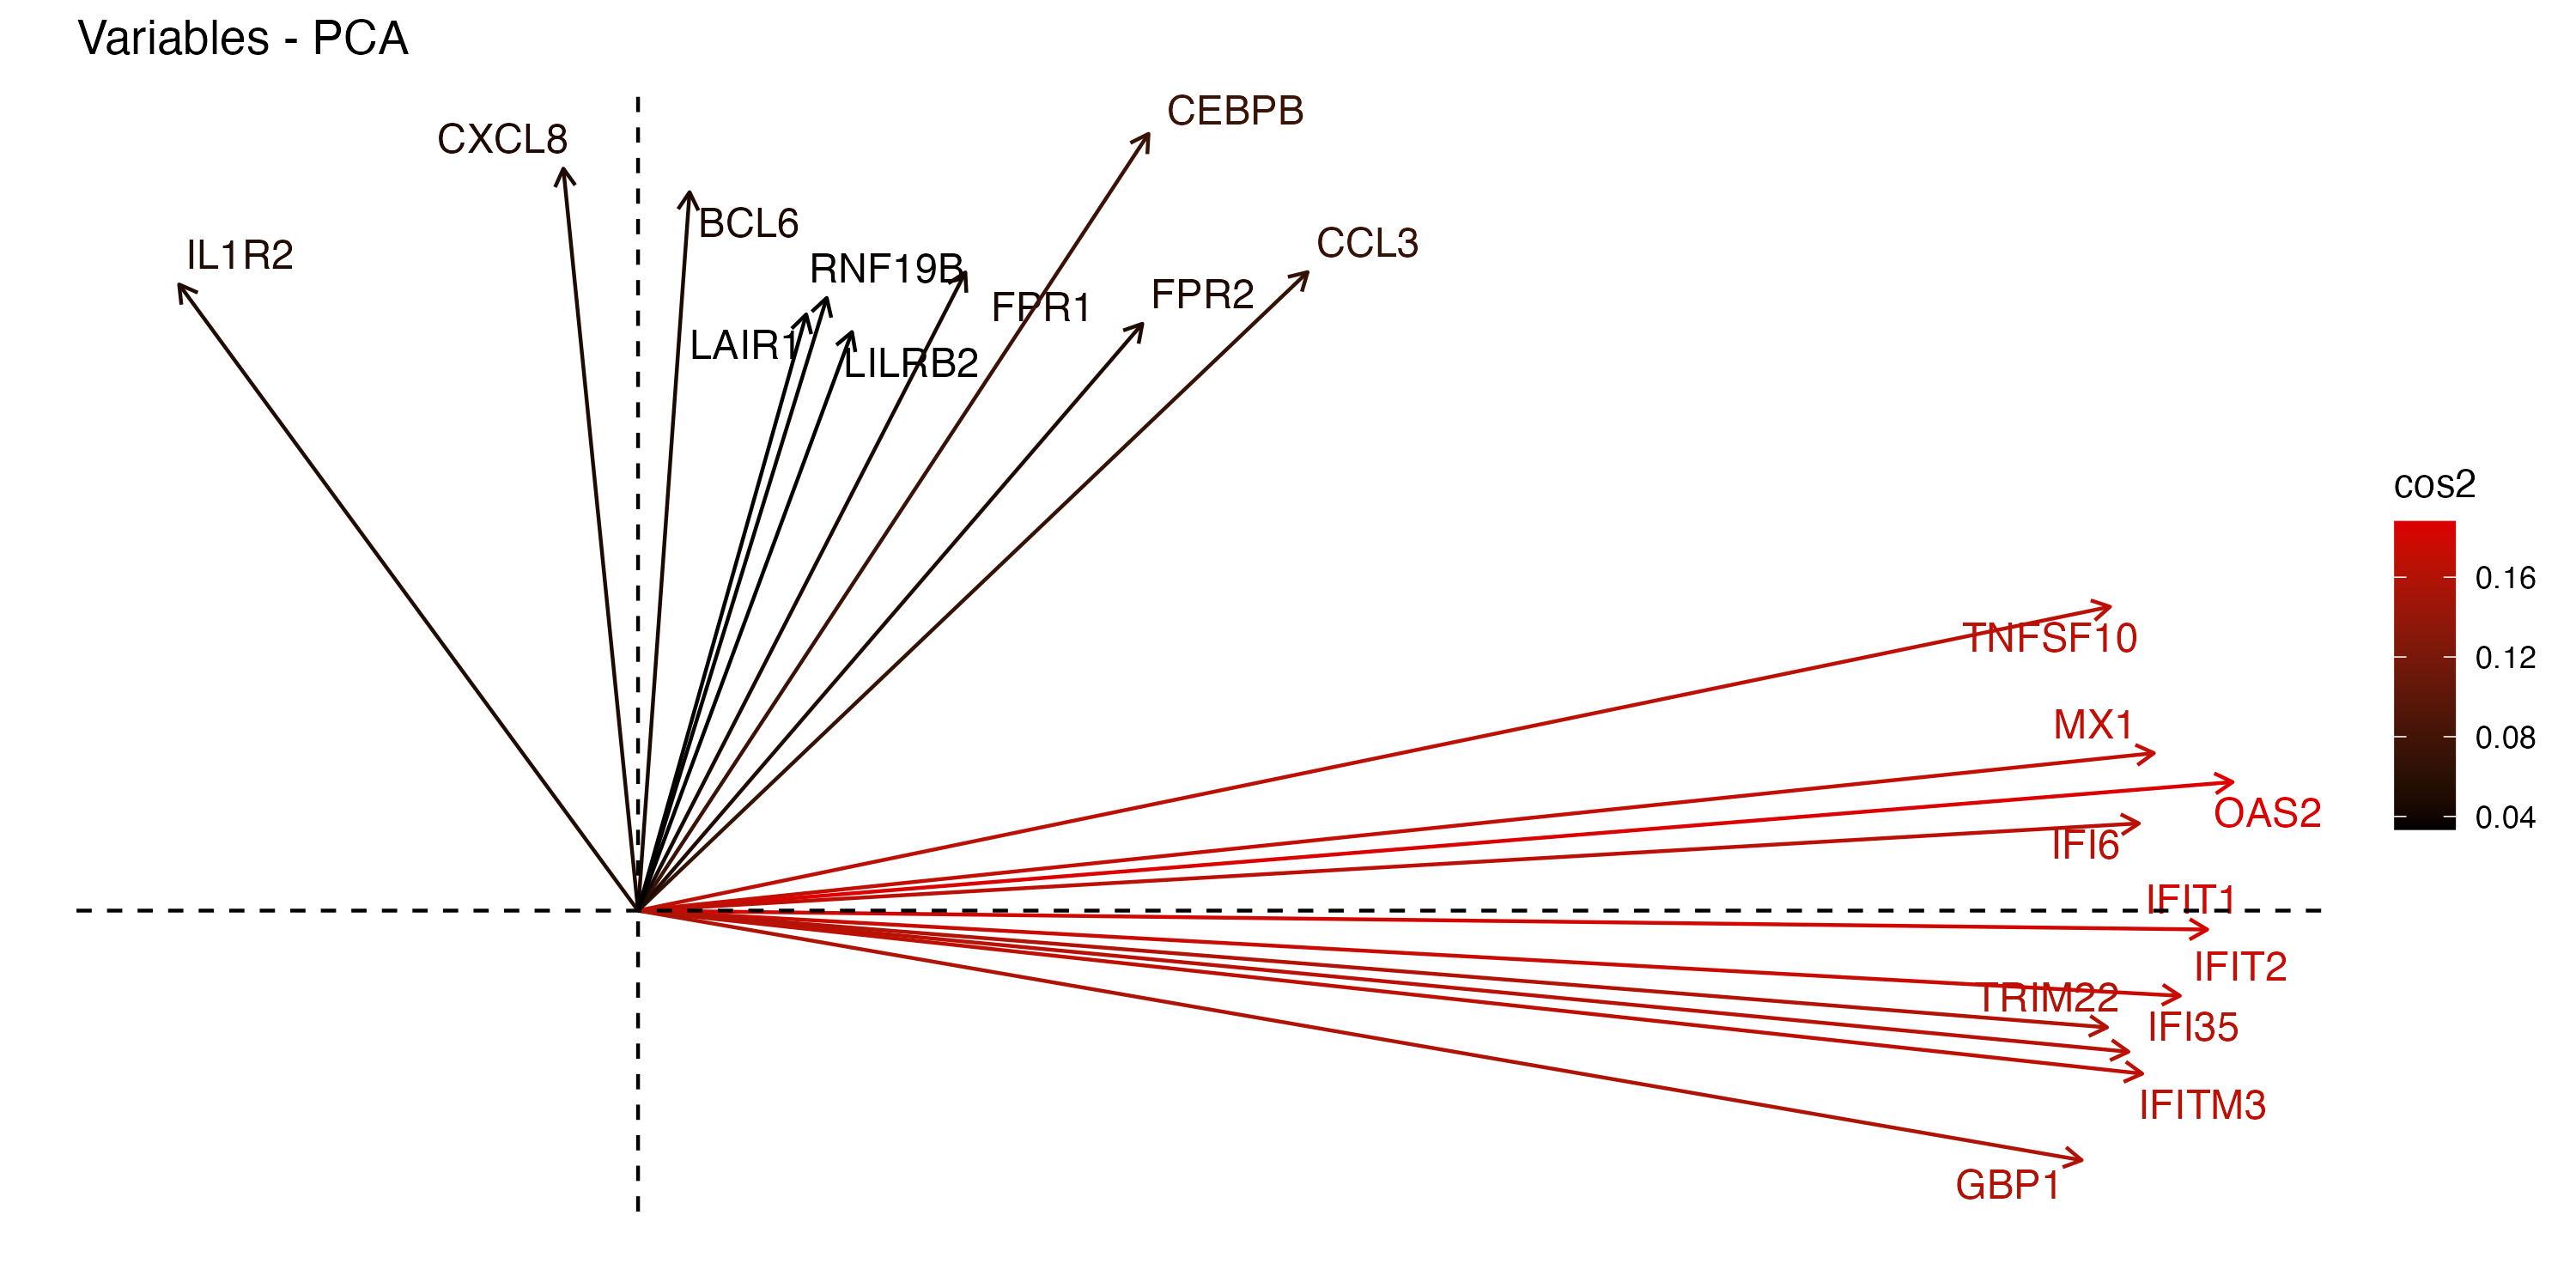 Variables - PCA
CEBPB
CXCL8
BCL6
CCL3
IL1R2
RNF19B
FPR2
FPR1
LAIR1
LILRB2
cos2
0.16
0.12
0.08
0.04
TNFSF10
MX1
OAS2
IFI6
IFIT1
IFIT2
TRIM22
IFI35
IFITM3
GBP1